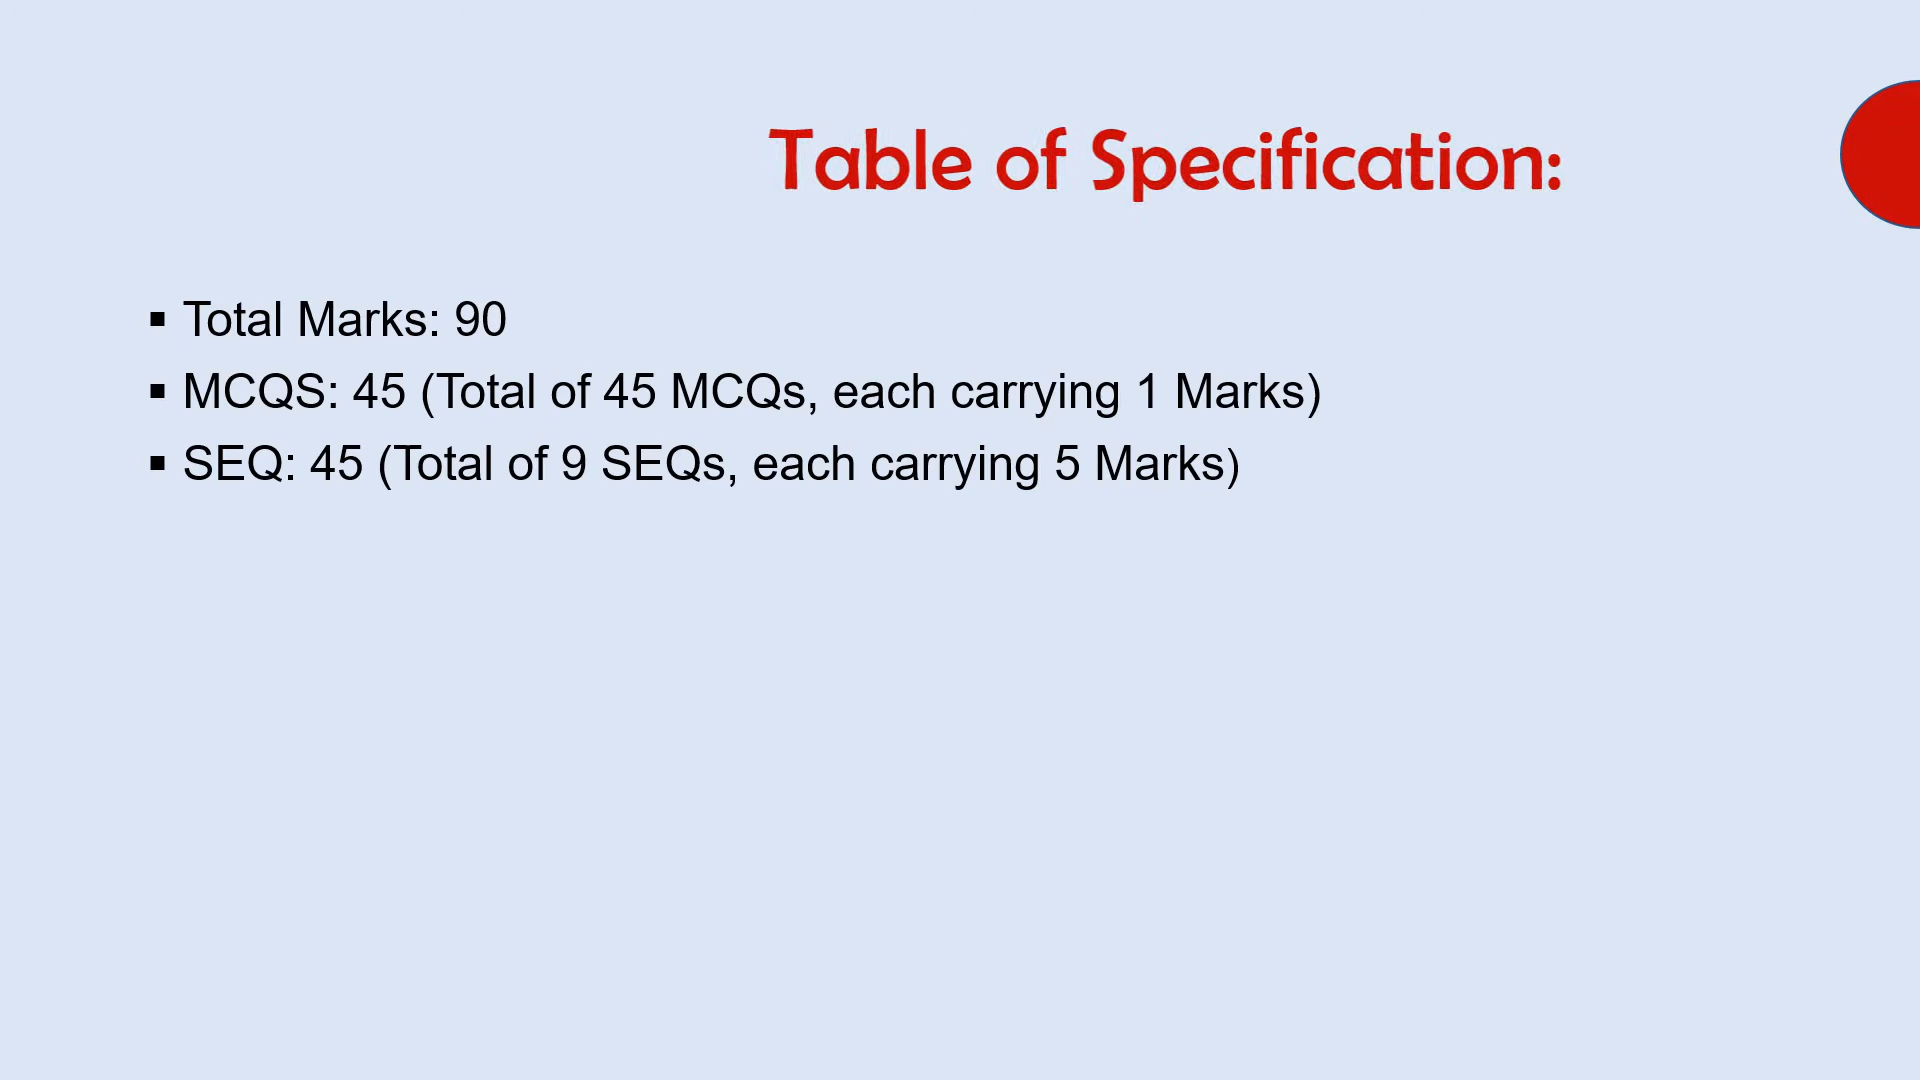 Table of Specification:
▪ Total Marks: 90
▪ MCQS: 45 (Total of 45 MCQs, each carrying 1 Marks)
▪ SEQ: 45 (Total of 9 SEQs, each carrying 5 Marks)